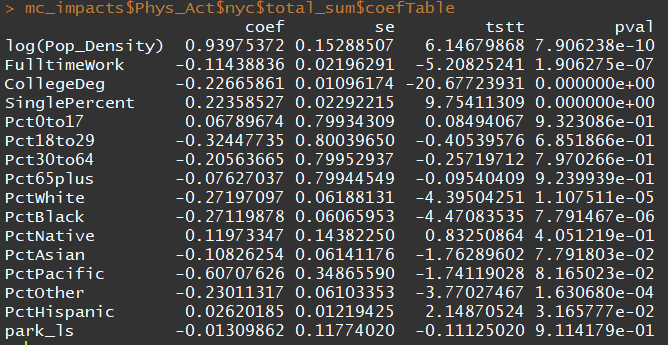 > mc_impacts$Phys_Act$nyc$total_sum$coefTable
coef se tstt pval
log(Pop_Density) 0.93975372 0.15288507 6.14679868 7.906238e-10
FulltimeWork -0.11438836 0.02196291 -5.20825241 1.906275e-07
CollegeDeg -0.22665861 0.01096174 -20.67723931 0.000000e+00
SinglePercent 0.22358527 0.02292215 9.75411309 0.000000e+00
Pct0to17 0.06789674 0.79934309 0.08494067 9.323086e-01
Pct18to29 -0.32447735 0.80039650 -0.40539576 6.851866e-01
Pct30to64 -0.20563665 0.79952937 -0.25719712 7.970266e-01
Pct65plus -0.07627037 0.79944549 -0.09540409 9.239939e-01
PctWhite -0.27197097 0.06188131 -4.39504251 1.107511e-05
PctBlack -0.27119878 0.06065953 -4.47083535 7.791467e-06
PctNative 0.11973347 0.14382250 0.83250864 4.051219e-01
PctAsian -0.10826254 0.06141176 -1.76289602 7.791803e-02
PctPacific -0.60707626 0.34865590 -1.74119028 8.165023e-02
PctOther -0.23011317 0.06103353 -3.77027467 1.630680e-04
PctHispanic 0.02620185 0.01219425 2.14870524 3.165777e-02
park_ls -0.01309862 0.11774020 -0.11125020 9.114179e-01